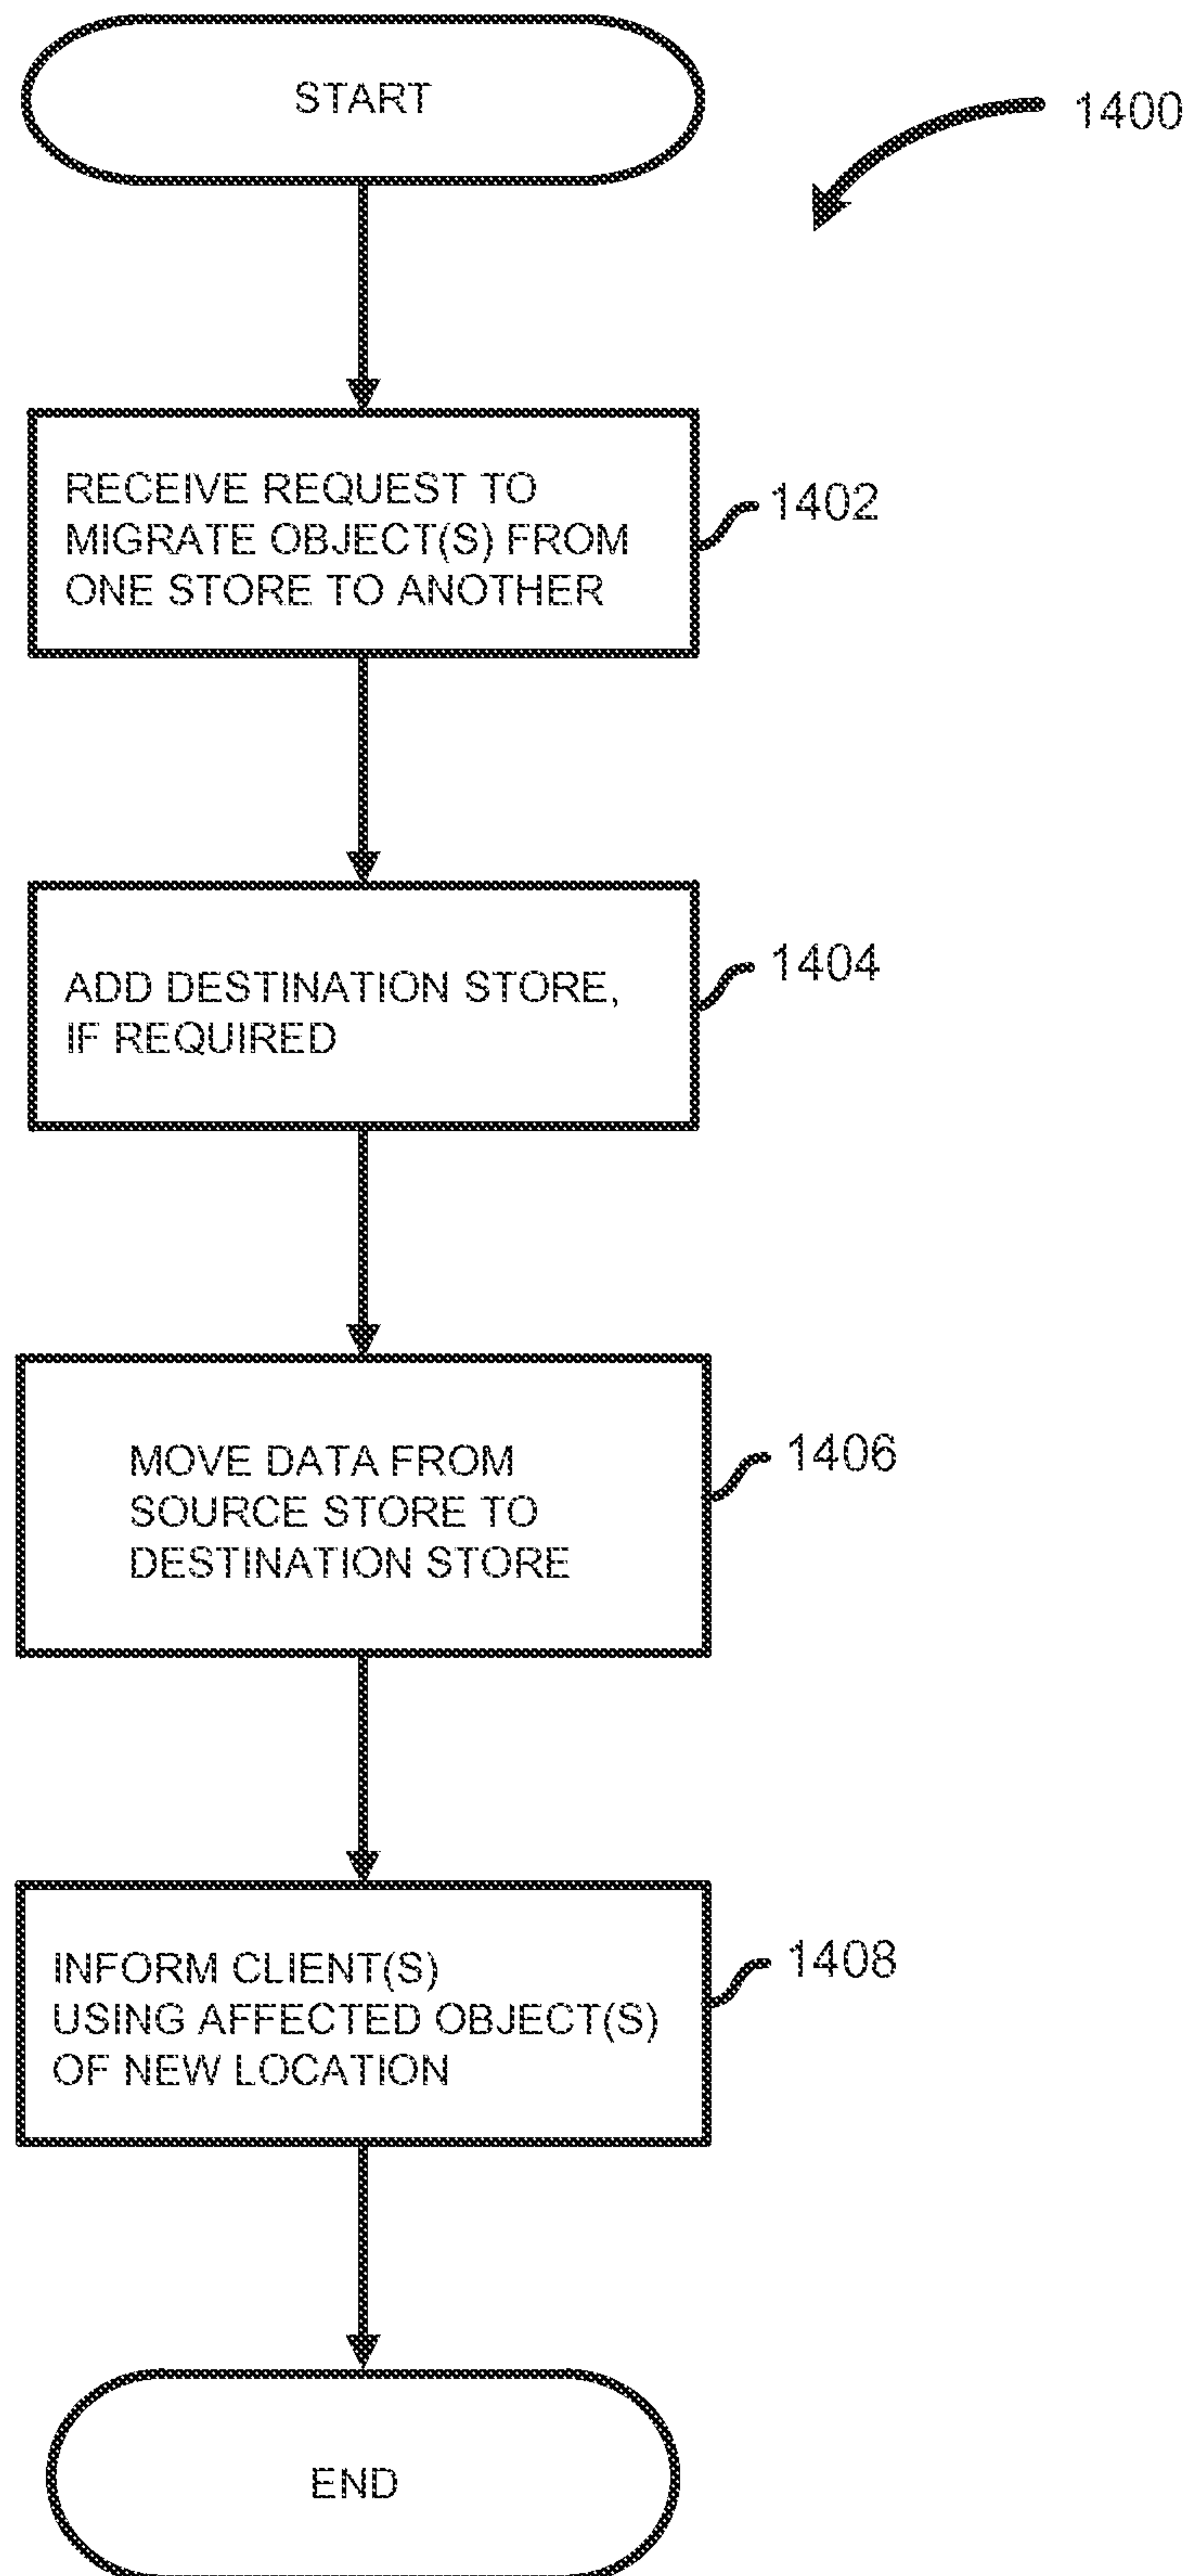 START
1400
RECEIVE REQUEST TO
MIGRATE OBJECT(S) FROM
ONE STORE TO ANOTHER
1402
ADD DESTINATION STORE,
IF REQUIRED
1404
MOVE DATA FROM
SOURCE STORE TO
DESTINATION STORE
1406
INFORM CLIENT(S)
USING AFFECTED OBJECT(S)
OF NEW LOCATION
1408
END